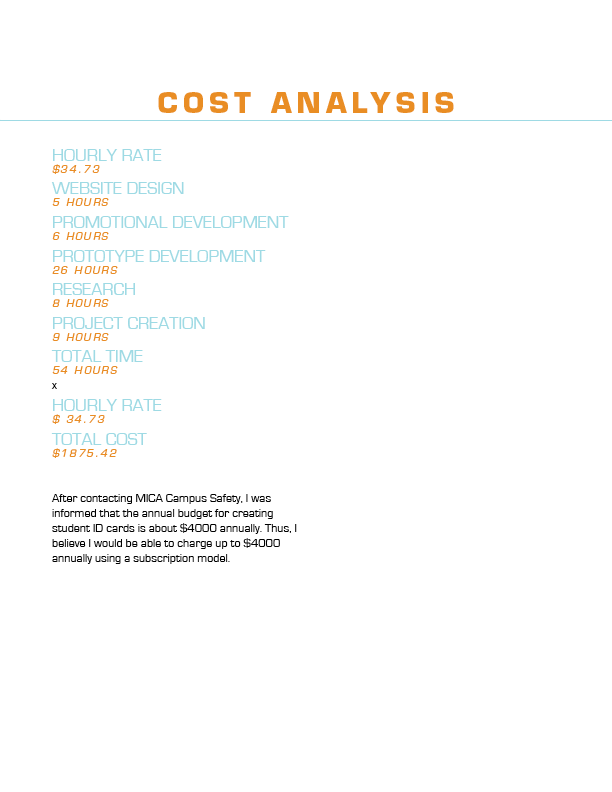 COST ANALYSIS
HOURLY RATE
$34.73
WEBSITE DESIGN
5 HOURS
PROMOTIONAL DEVELOPMENT
6 HOURS
PROTOTYPE DEVELOPMENT
26 HOURS
RESEARCH
8 HOURS
PROJECT CREATION
9 HOURS
TOTAL TIME
54 HOURS
x
HOURLY RATE
$ 34.73
TOTAL COST
$1875.42
After contacting MICA Campus Safety, I was
informed that the annual budget for creating
student ID cards is about $4000 annually. Thus, I
believe I would be able to charge up to $4000
annually using a subscription model.